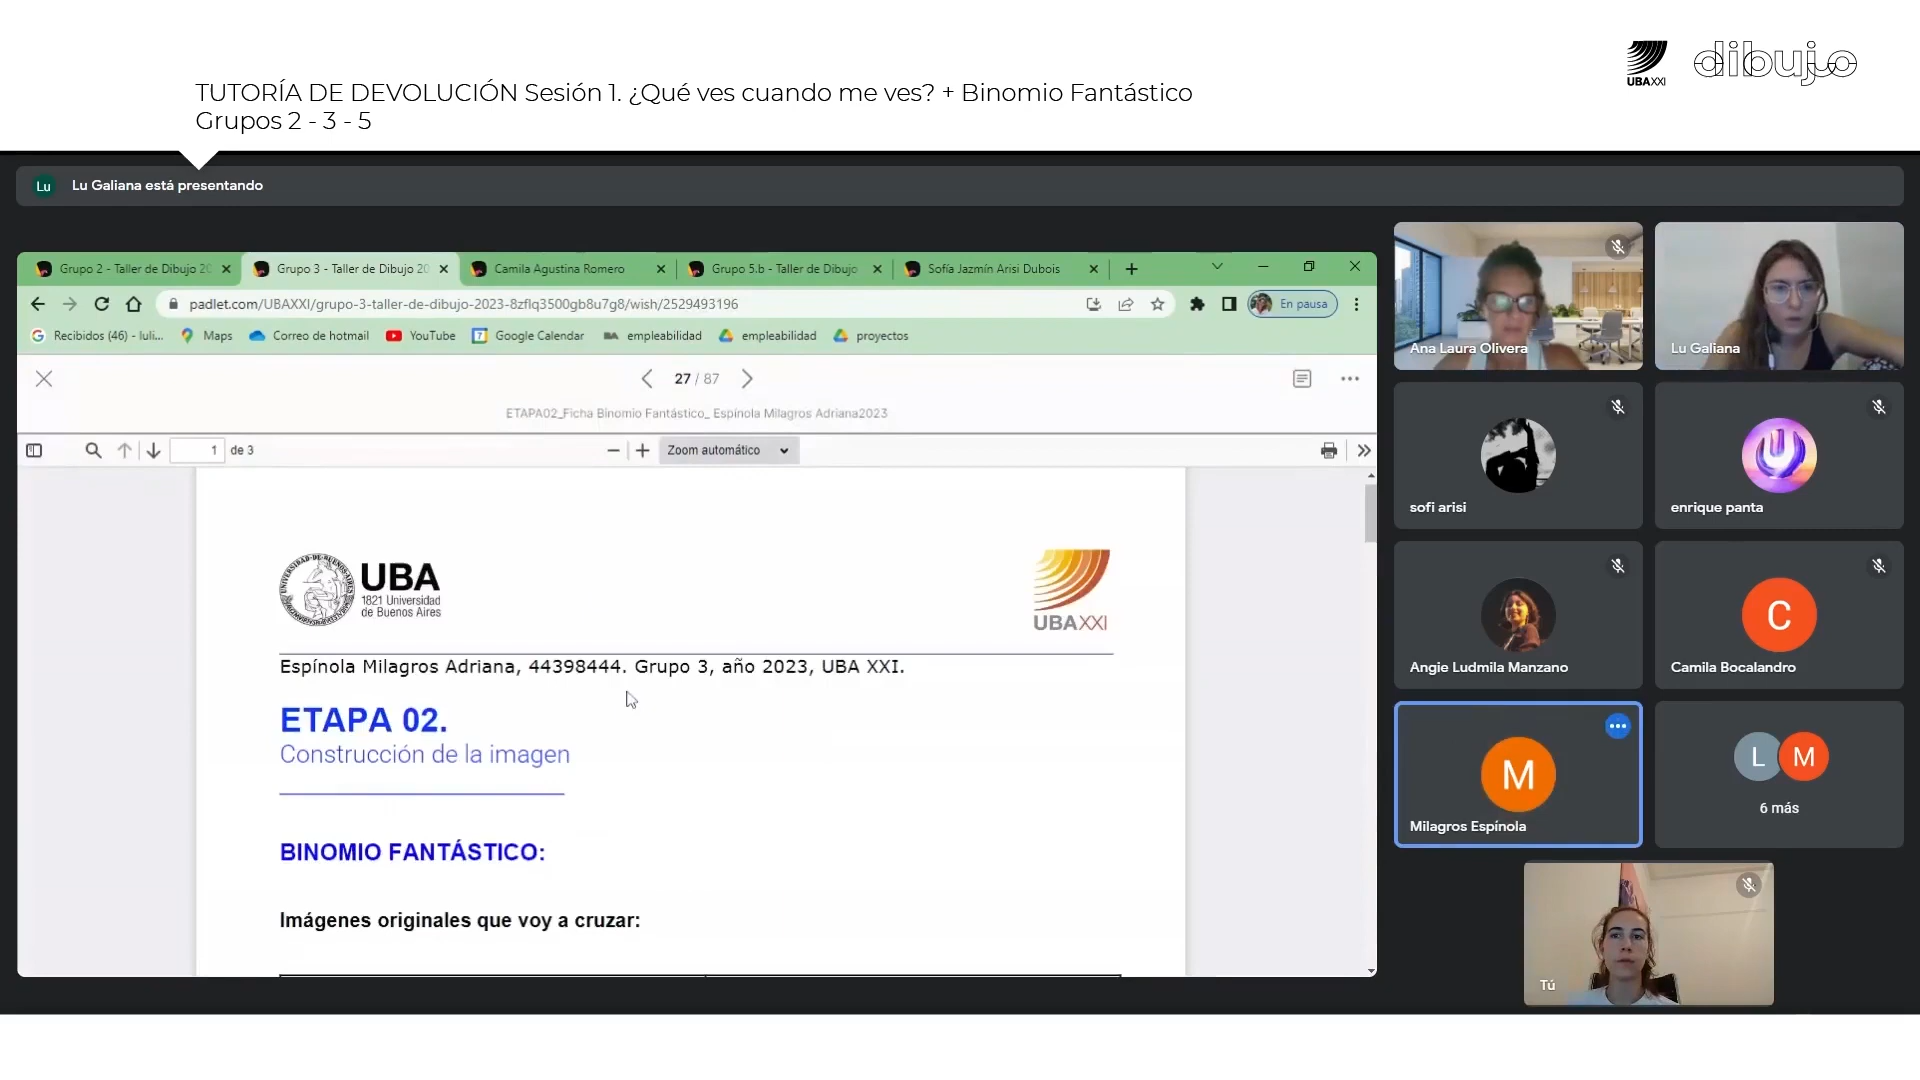 TUTORÍA DE DEVOLUCIÓN Sesión 1. ¿Qué ves cuando me ves? + Binomio Fantástico
Grupos 2 - 3 - 5
UBAXXI
dibujo
Lu
Lu Galiana está presentando
Grupo 2 - Taller de Dibujo 20
Grupo 3 - Taller de Dibujo 20
Camila Agustina Romero
Grupo 5.b - Taller de Dibujo
Sofía Jazmín Arisi Dubois
padlet.com/UBAXXI/grupo-3-taller-de-dibujo-2023-8zflq3500gb8u7g8/wish/2529493196
En pausa
Recibidos (46) - luli...
Maps
Correo de hotmail
YouTube
Google Calendar
empleabilidad
empleabilidad
proyectos
27 / 87
ETAPA02_Ficha Binomio Fantástico_ Espínola Milagros Adriana2023
1 de 3
Zoom automático
UBA
1821 Universidad
de Buenos Aires
UBAXXI
Espínola Milagros Adriana, 44398444. Grupo 3, año 2023, UBA XXI.
ETAPA 02.
Construcción de la imagen
BINOMIO FANTÁSTICO:
Imágenes originales que voy a cruzar:
Ana Laura Olivera
Lu Galiana
sofi arisi
enrique panta
Angie Ludmila Manzano
C
Camila Bocalandro
M
Milagros Espínola
L
M
6 más
Tú